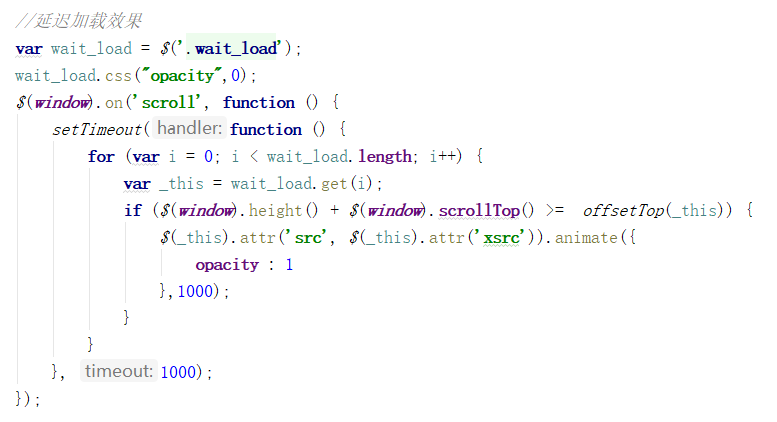 //延迟加载效果
var wait_load = $('.wait_load');
wait_load.css("opacity",0);
$(window).on('scroll', function () {
    setTimeout( handler: function () {
        for (var i = 0; i < wait_load.length; i++) {
            var _this = wait_load.get(i);
            if ($(window).height() + $(window).scrollTop() >=  offsetTop(_this)) {
                $(_this).attr('src', $(_this).attr('xsrc')).animate({
                    opacity : 1
                },1000);
            }
        }
    }, timeout: 1000);
});